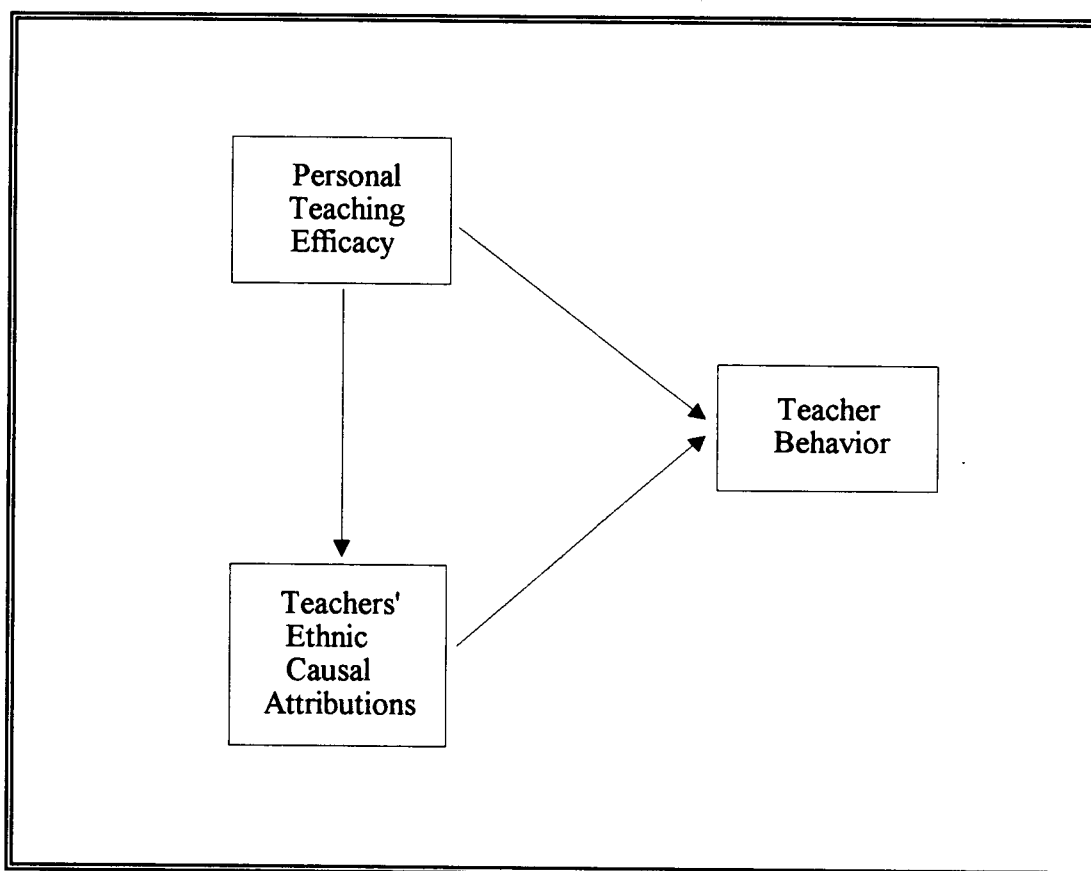 Personal
Teaching
Efficacy
Teacher
Behavior
Teachers'
Ethnic
Causal
Attributions